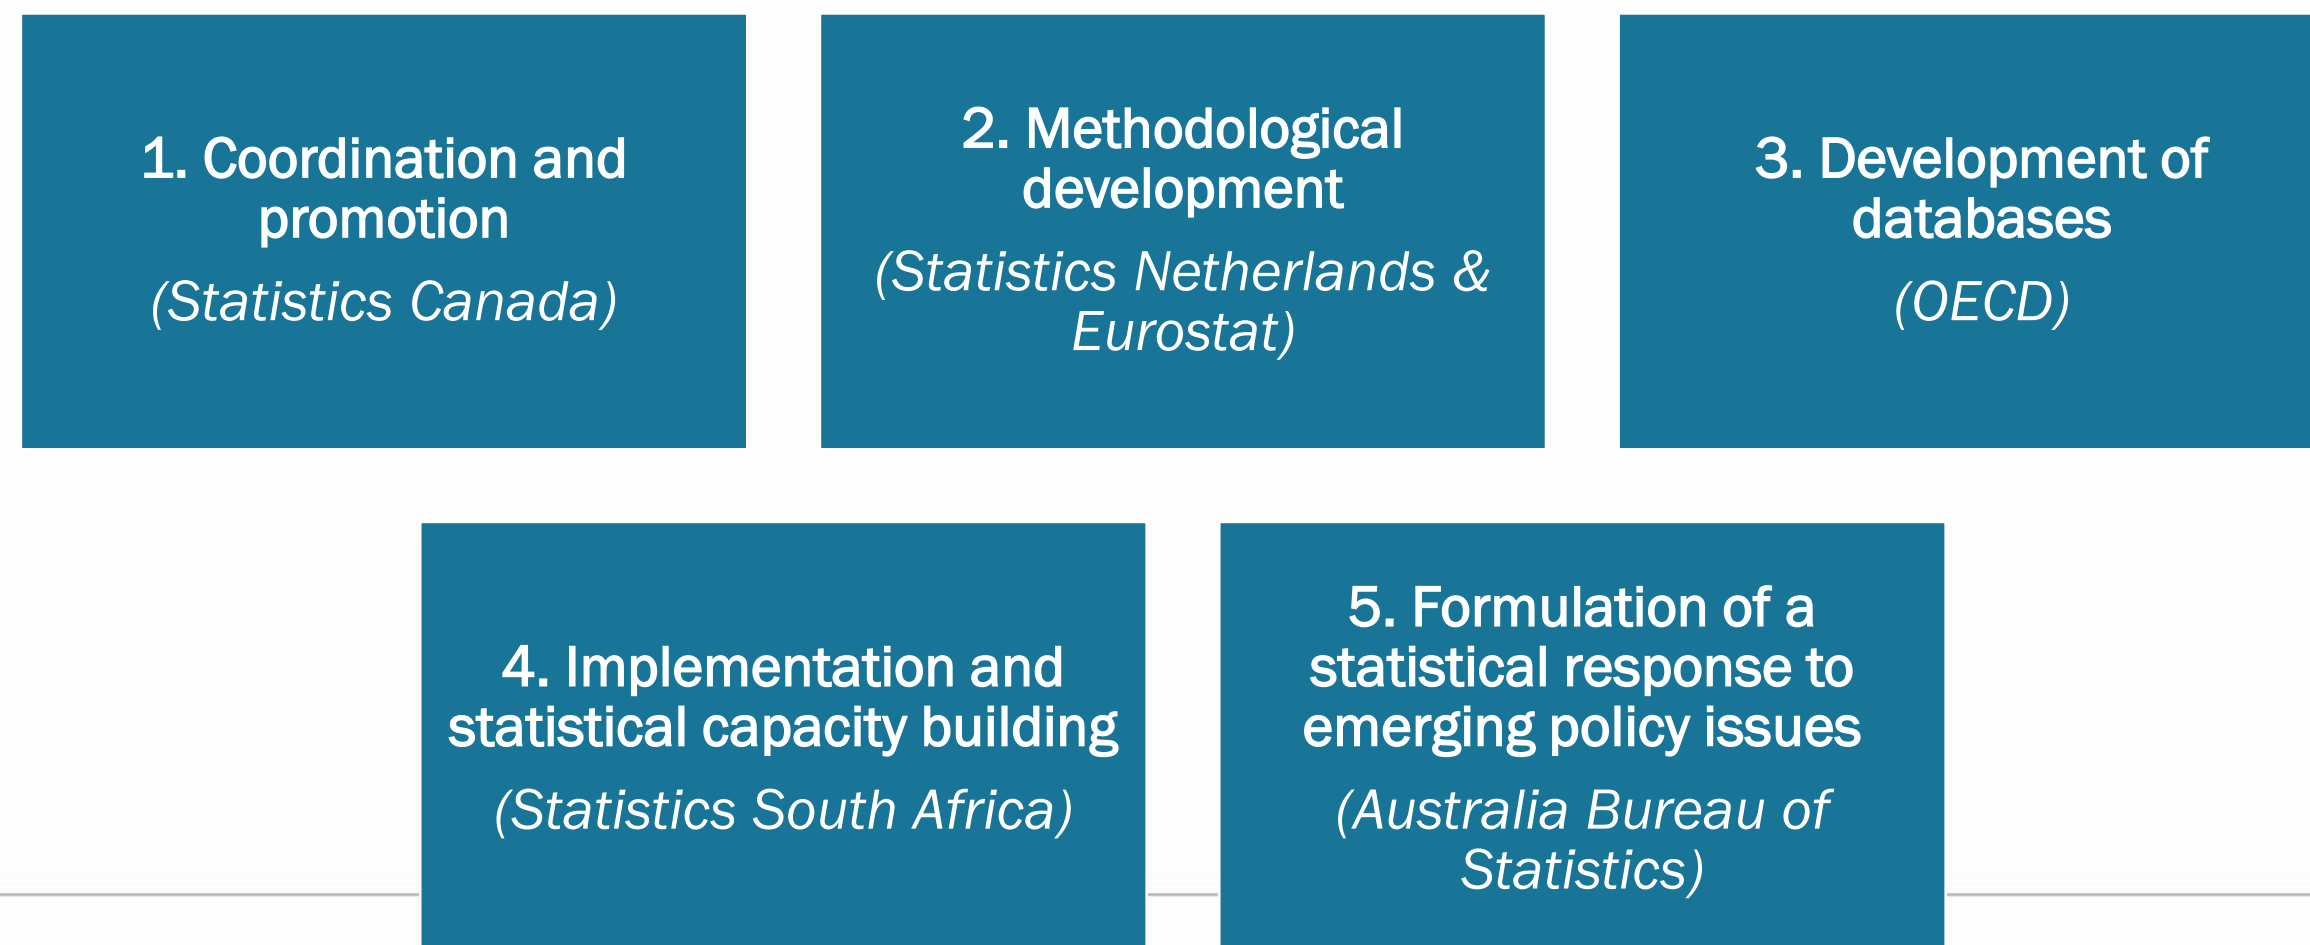 1. Coordination and
promotion
(Statistics Canada)
2. Methodological
development
(Statistics Netherlands &
Eurostat)
3. Development of
databases
(OECD)
4. Implementation and
statistical capacity building
(Statistics South Africa)
5. Formulation of a
statistical response to
emerging policy issues
(Australia Bureau of
Statistics)